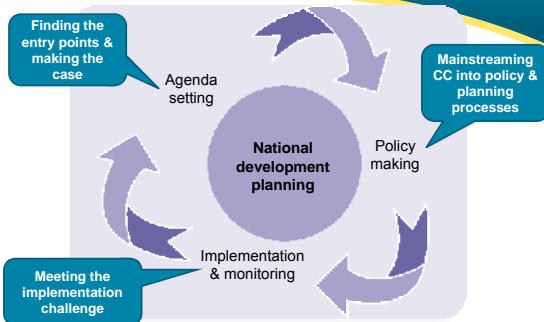 Finding the
entry points &
making the
case
Agenda
setting
Mainstreaming
CC into policy &
planning
processes
National
development
planning
Policy
making
Implementation
& monitoring
Meeting the
implementation
challenge